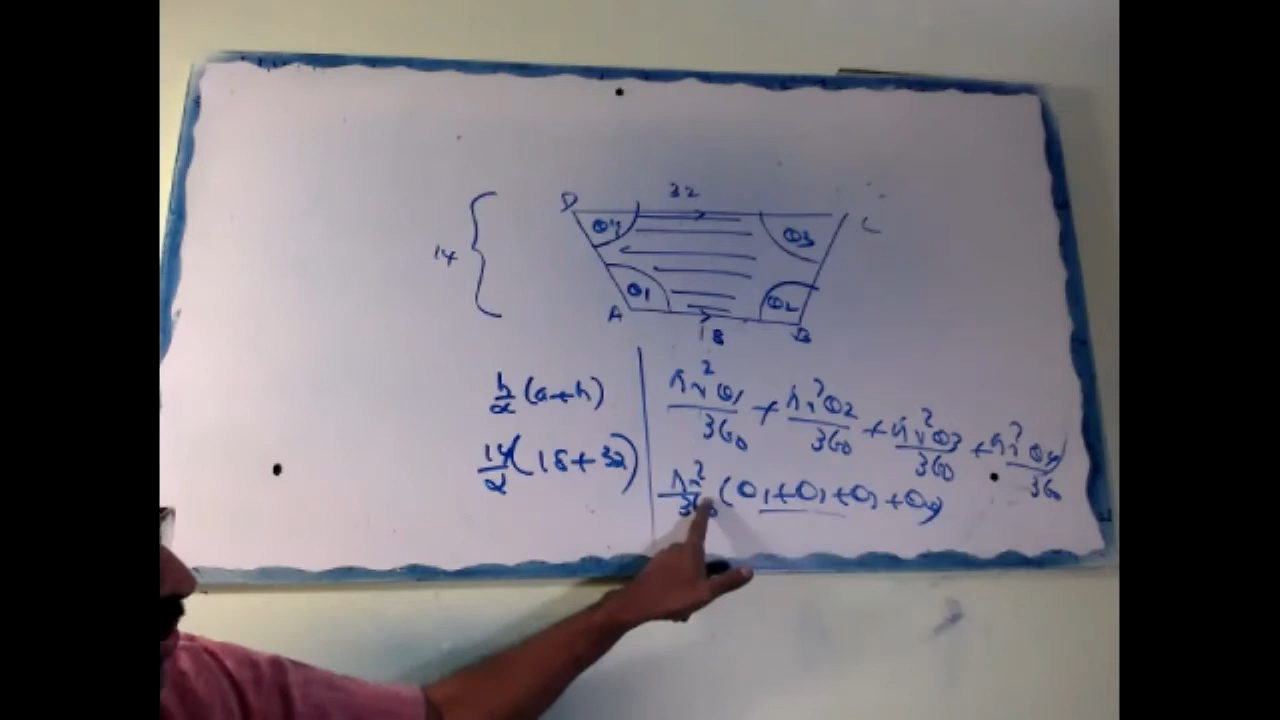 32
D
C
θ4
θ3
14
θ1
θ2
A
18
B
h/2 (a+h)
14/2 (18+32)
πr²θ1/360 + πr²θ2/360 + πr²θ3/360 + πr²θ4/360
πr²/360 (θ1+θ2+θ3+θ4)